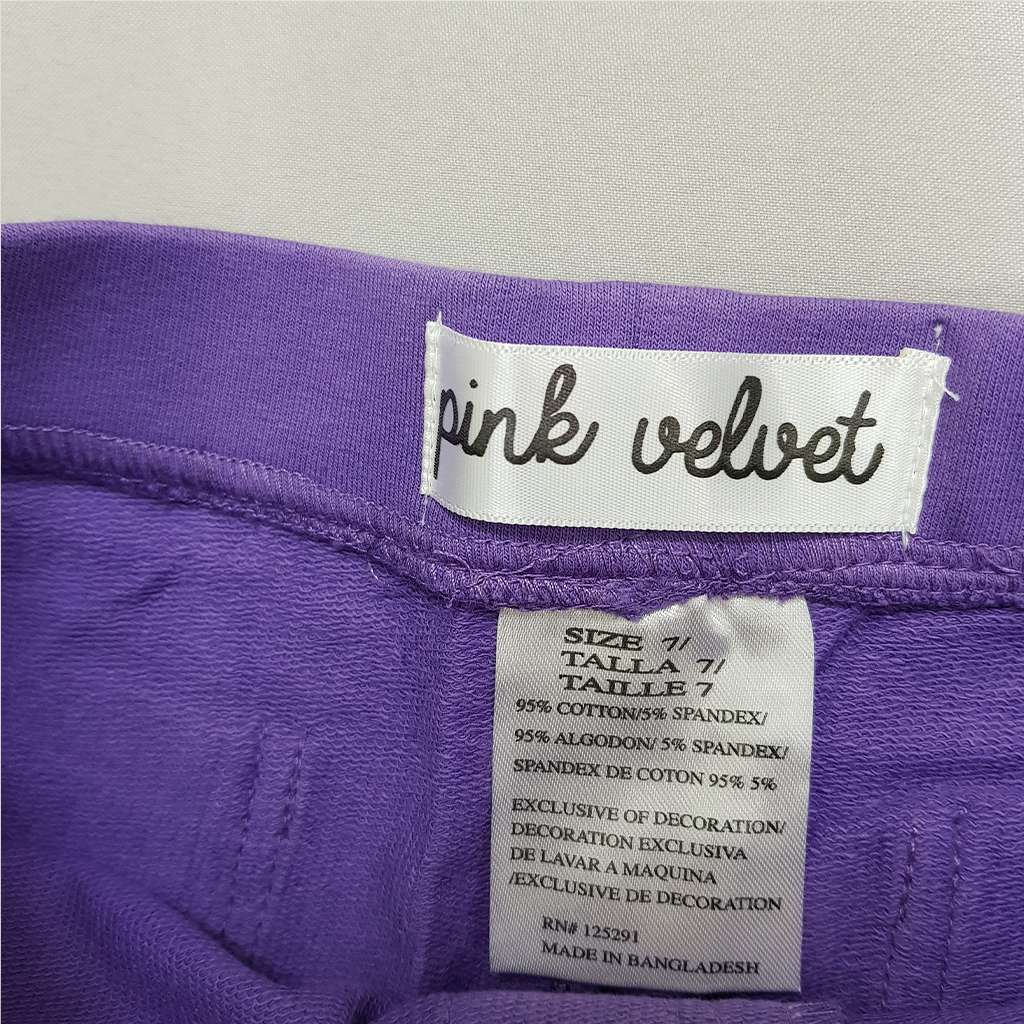 pink velvet
SIZE 7/
TALLA 7/
TAILLE 7
95% COTTON/5% SPANDEX/
95% ALGODON/ 5% SPANDEX/
SPANDEX DE COTON 95% 5%
EXCLUSIVE OF DECORATION/
DECORATION EXCLUSIVA
DE LAVAR A MAQUINA
/EXCLUSIVE DE DECORATION
RN# 125291
MADE IN BANGLADESH